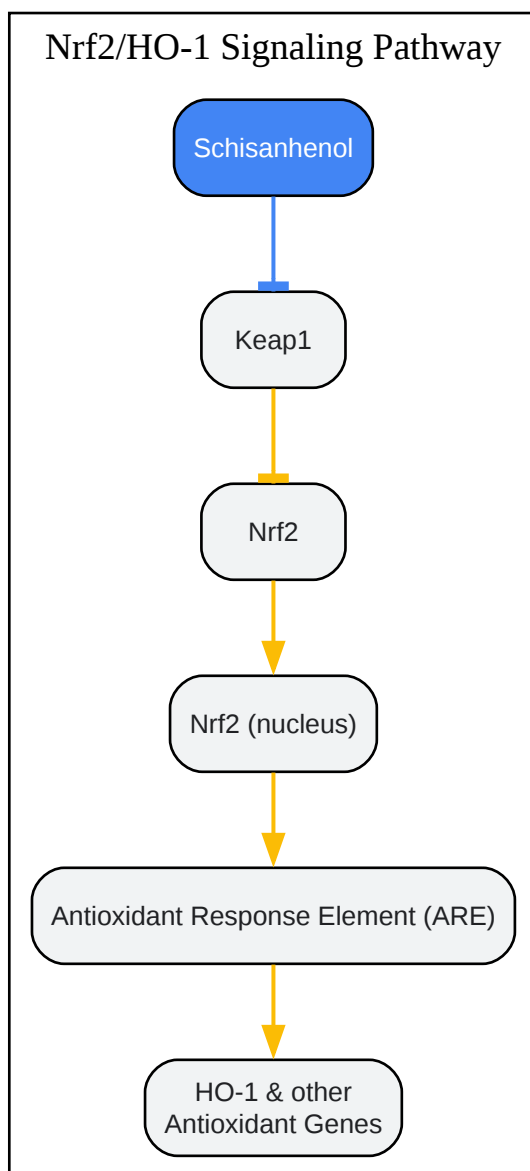 Nrf2/HO-1 Signaling Pathway
Schisanhenol
Keap1
Nrf2
Nrf2 (nucleus)
Antioxidant Response Element (ARE)
HO-1 & other
Antioxidant Genes